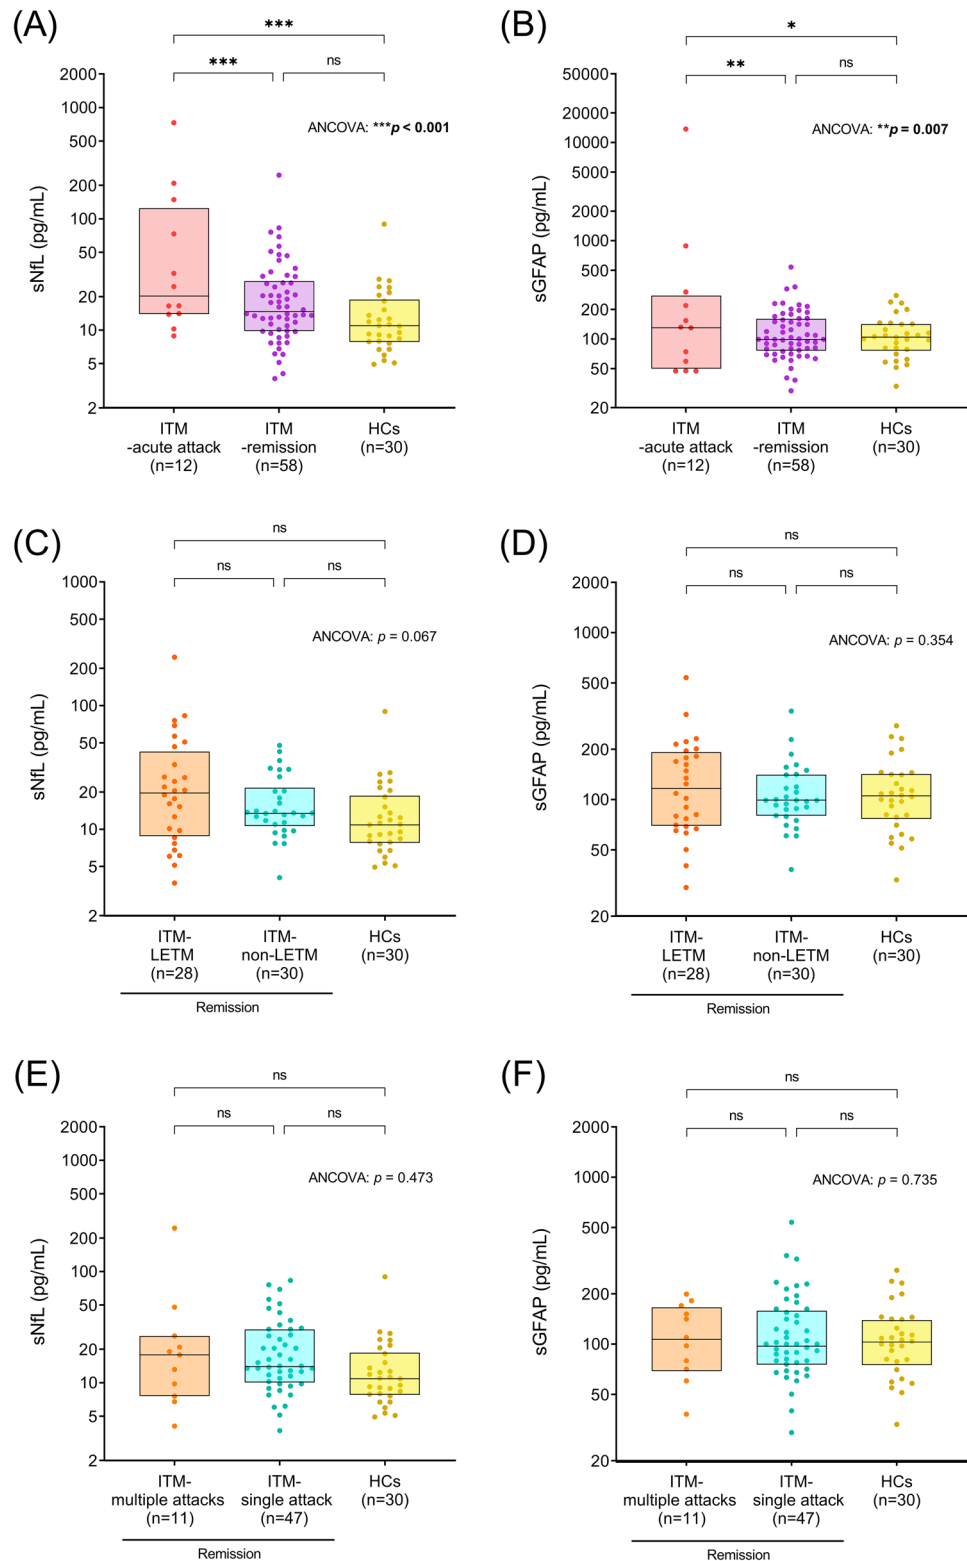 (A)
***
*** ns
ANCOVA: ***p < 0.001
sNfL (pg/mL)
2000
1000
500
200
100
50
20
10
5
2
ITM
-acute attack
(n=12)
ITM
-remission
(n=58)
HCs
(n=30)
(B)
*
** ns
ANCOVA: **p = 0.007
sGFAP (pg/mL)
50000
10000
2000
1000
500
200
100
50
20
ITM
-acute attack
(n=12)
ITM
-remission
(n=58)
HCs
(n=30)
(C)
ns
ns ns
ANCOVA: p = 0.067
sNfL (pg/mL)
1000
500
200
100
50
20
10
5
2
ITM-
LETM
(n=28)
ITM-
non-LETM
(n=30)
HCs
(n=30)
Remission
(D)
ns
ns ns
ANCOVA: p = 0.354
sGFAP (pg/mL)
2000
1000
500
200
100
50
20
ITM-
LETM
(n=28)
ITM-
non-LETM
(n=30)
HCs
(n=30)
Remission
(E)
ns
ns ns
ANCOVA: p = 0.473
sNfL (pg/mL)
2000
1000
500
200
100
50
20
10
5
2
ITM-
multiple attacks
(n=11)
ITM-
single attack
(n=47)
HCs
(n=30)
Remission
(F)
ns
ns ns
ANCOVA: p = 0.735
sGFAP (pg/mL)
2000
1000
500
200
100
50
20
ITM-
multiple attacks
(n=11)
ITM-
single attack
(n=47)
HCs
(n=30)
Remission